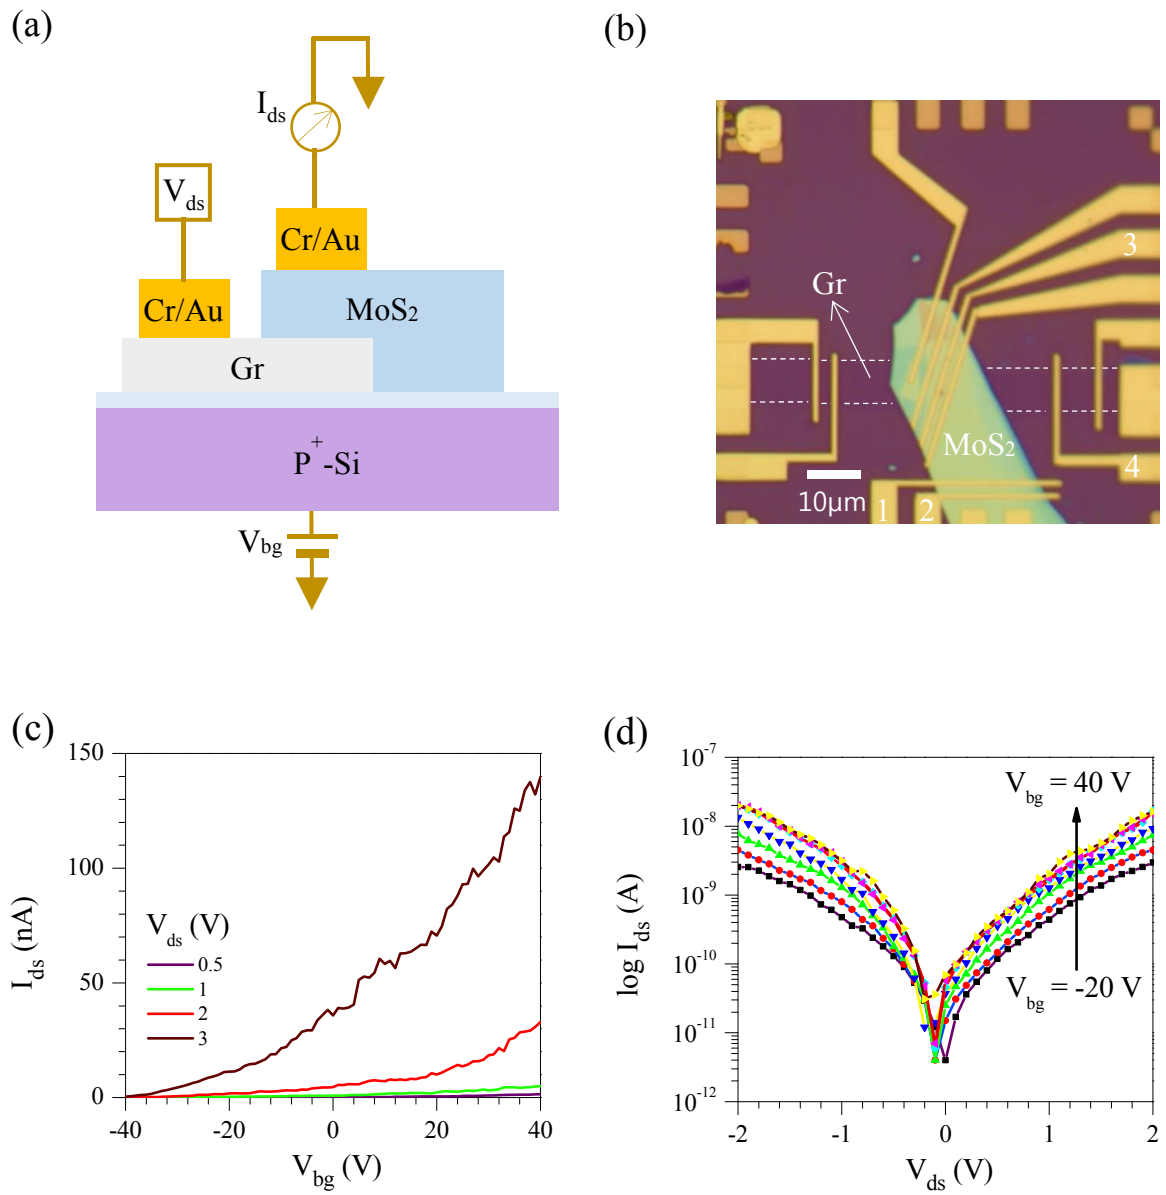 (a)
I_ds
V_ds
Cr/Au
Cr/Au
MoS₂
Gr
P⁺-Si
V_bg
(b)
3
Gr
MoS₂
4
10μm
1
2
(c)
150
100
50
0
I_ds (nA)
V_ds (V)
0.5
1
2
3
-40
-20
0
20
40
V_bg (V)
(d)
10⁻⁷
10⁻⁸
10⁻⁹
10⁻¹⁰
10⁻¹¹
10⁻¹²
log I_ds (A)
V_bg = 40 V
V_bg = -20 V
-2
-1
0
1
2
V_ds (V)